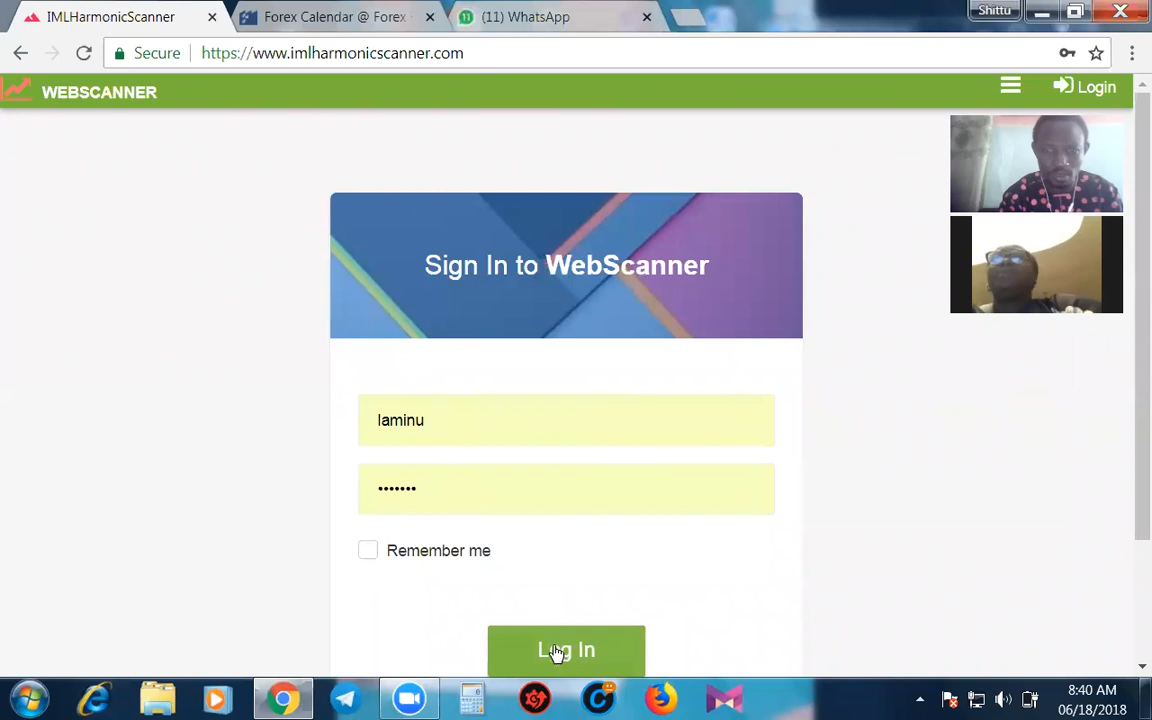 IMLHarmonicScanner
Forex Calendar @ Forex
(11) WhatsApp
Shittu
Secure
https://www.imlharmonicscanner.com
WEBSCANNER
Login
Sign In to WebScanner
laminu
•••••••
Remember me
Log In
8:40 AM
06/18/2018